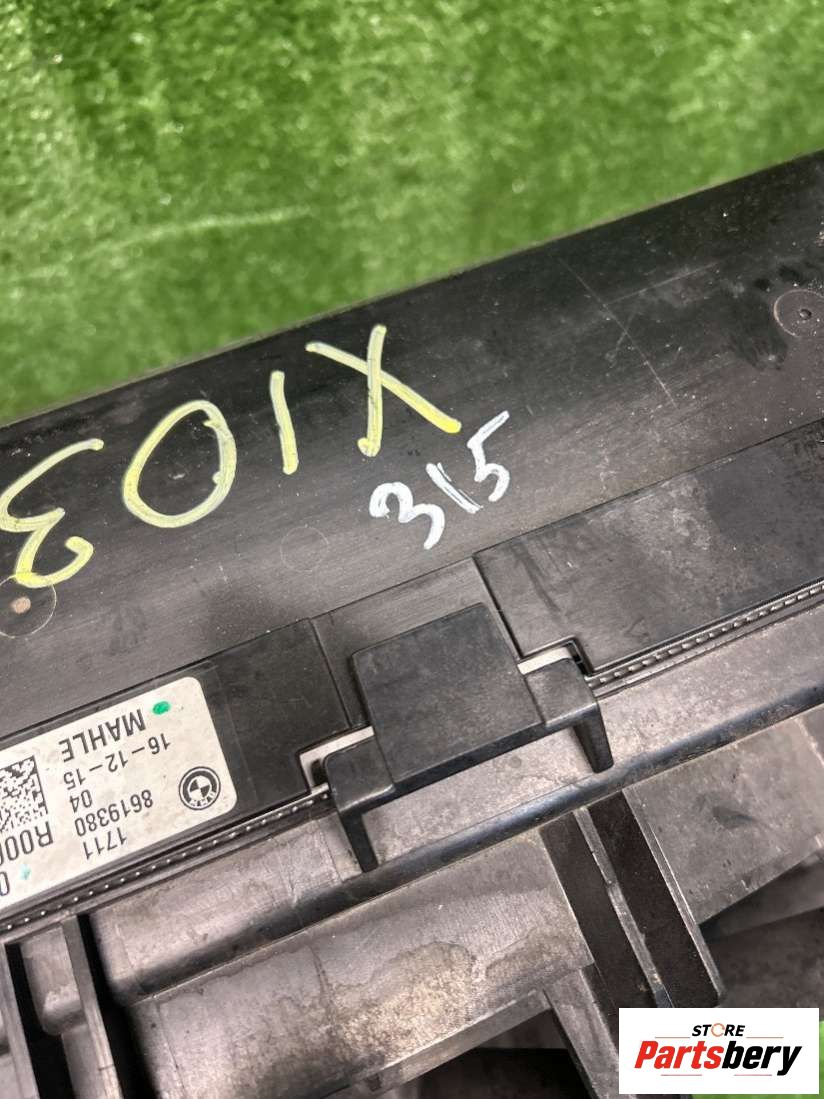 X103
315
MAHLE
16-12-15
8619380 04
1711
STORE
Partsbery